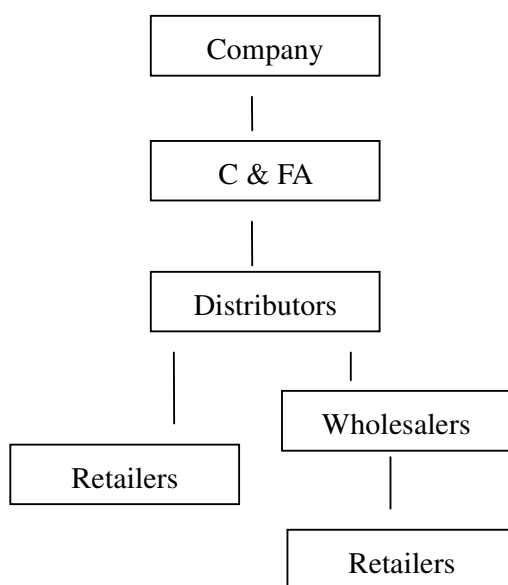 Company
C & FA
Distributors
Wholesalers
Retailers
Retailers